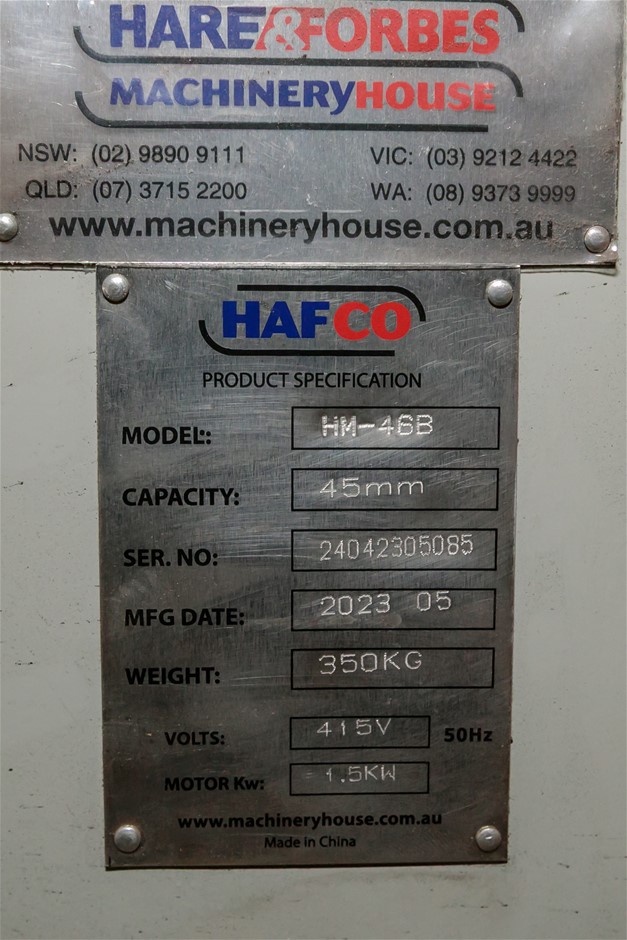 HARE&FORBES
MACHINERYHOUSE
NSW: (02) 9890 9111 VIC: (03) 9212 4422
QLD: (07) 3715 2200 WA: (08) 9373 9999
www.machineryhouse.com.au
HAFCO
PRODUCT SPECIFICATION
MODEL: HM-46B
CAPACITY: 45mm
SER. NO: 24042305085
MFG DATE: 2023 05
WEIGHT: 350KG
VOLTS: 415V 50Hz
MOTOR Kw: 1.5KW
www.machineryhouse.com.au
Made in China